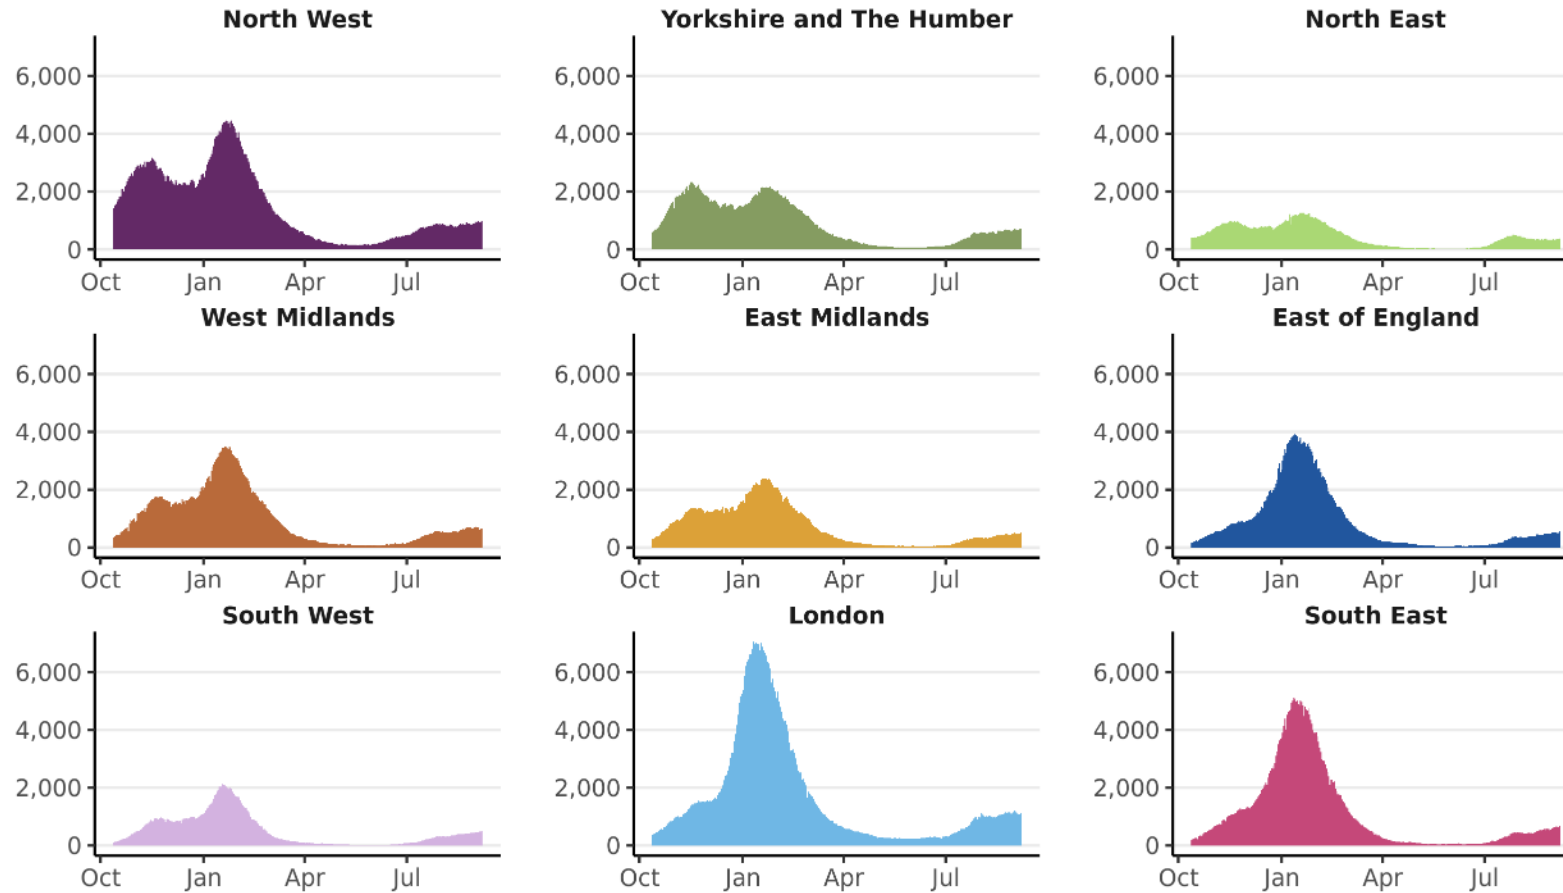 North West
Yorkshire and The Humber
North East
6,000
4,000
2,000
0
6,000
4,000
2,000
0
6,000
4,000
2,000
0
Oct Jan Apr Jul
Oct Jan Apr Jul
Oct Jan Apr Jul
West Midlands
East Midlands
East of England
6,000
4,000
2,000
0
6,000
4,000
2,000
0
6,000
4,000
2,000
0
Oct Jan Apr Jul
Oct Jan Apr Jul
Oct Jan Apr Jul
South West
London
South East
6,000
4,000
2,000
0
6,000
4,000
2,000
0
6,000
4,000
2,000
0
Oct Jan Apr Jul
Oct Jan Apr Jul
Oct Jan Apr Jul